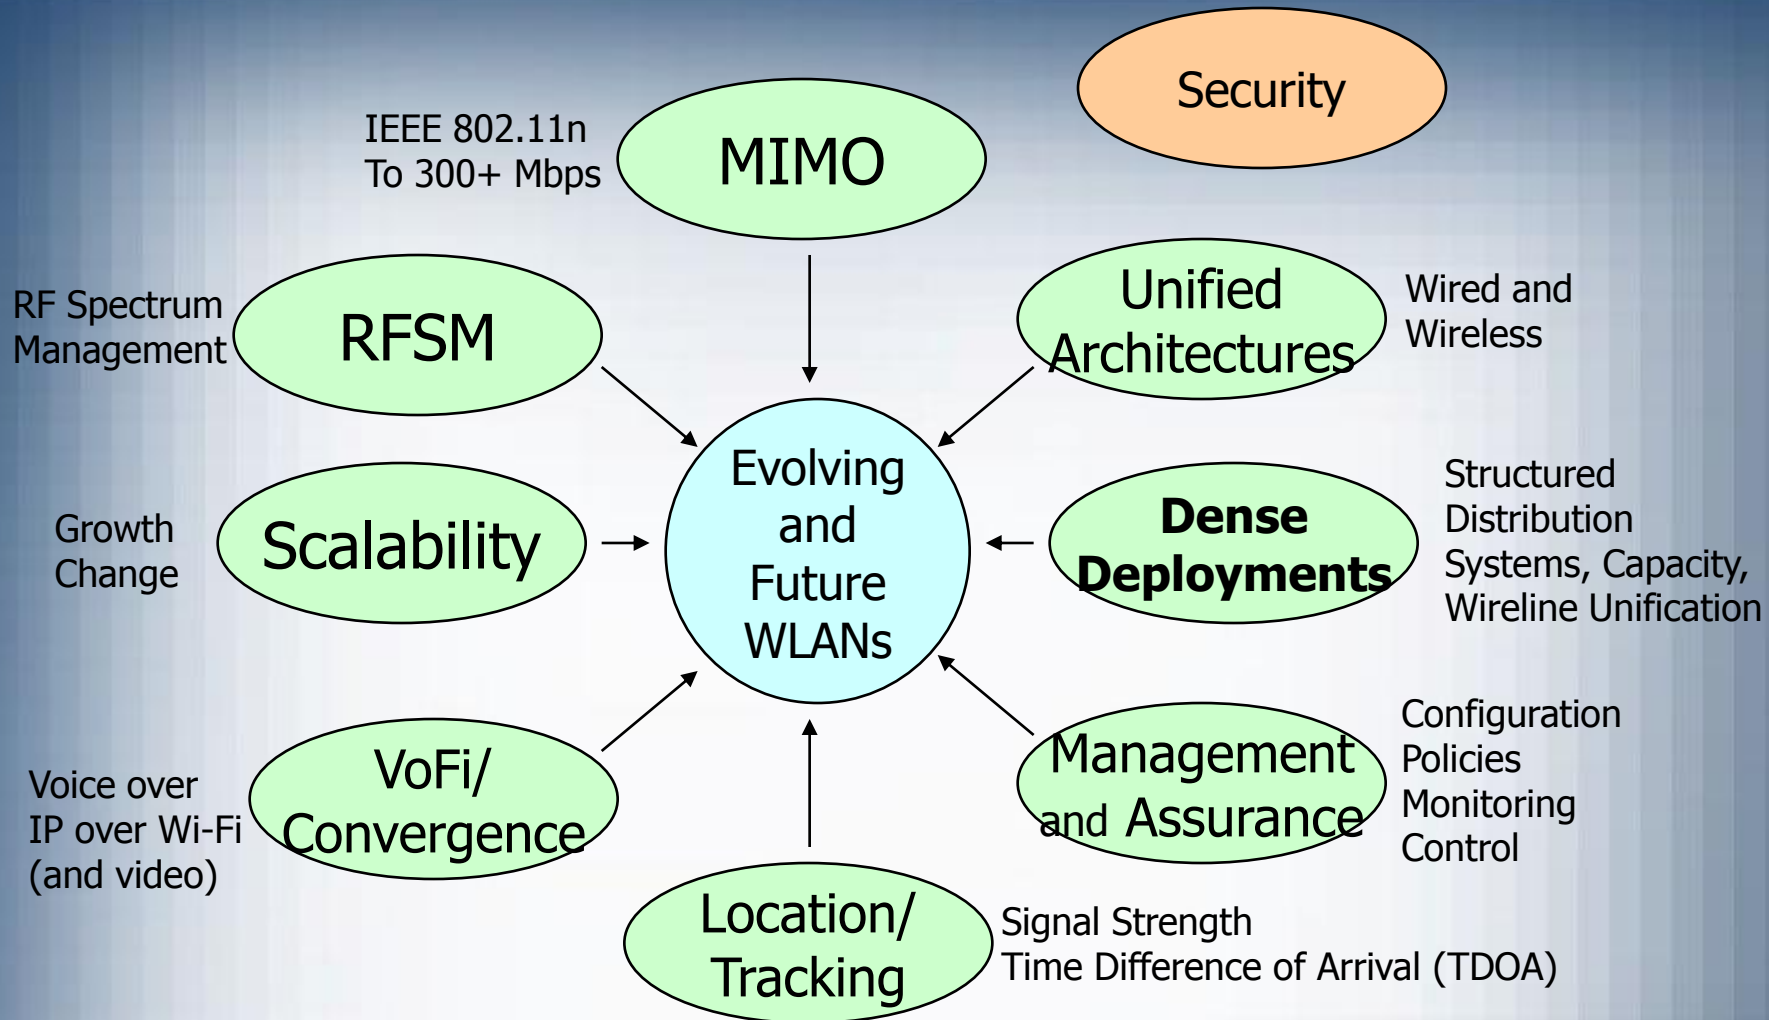 Security
IEEE 802.11n
To 300+ Mbps
MIMO
RF Spectrum
Management
RFSM
Unified
Architectures
Wired and
Wireless
Evolving
and
Future
WLANs
Growth
Change
Scalability
Dense
Deployments
Structured
Distribution
Systems, Capacity,
Wireline Unification
Voice over
IP over Wi-Fi
(and video)
VoFi/
Convergence
Management
and Assurance
Configuration
Policies
Monitoring
Control
Location/
Tracking
Signal Strength
Time Difference of Arrival (TDOA)